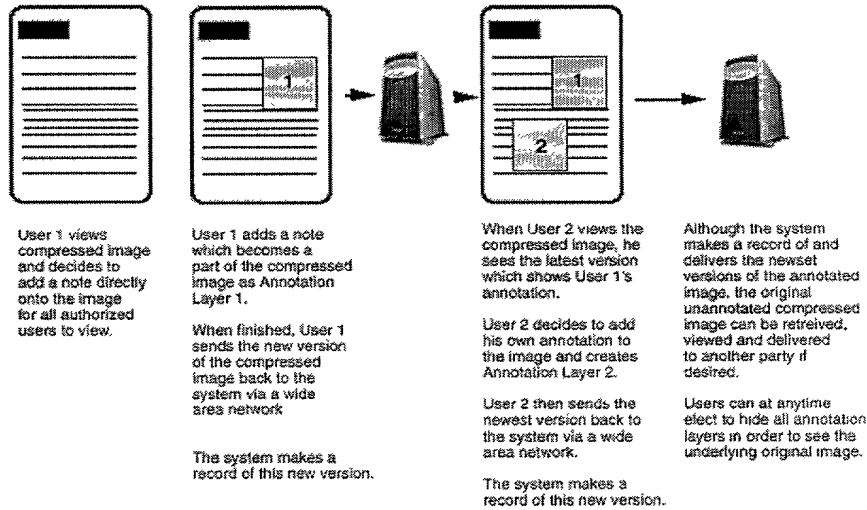 1
1
2
User 1 views
compressed image
and decides to
add a note directly
onto the image
for all authorized
users to view.
User 1 adds a note
which becomes a
part of the compressed
image as Annotation
Layer 1.
When finished, User 1
sends the new version
of the compressed
image back to the
system via a wide
area network
The system makes a
record of this new version.
When User 2 views the
compressed image, he
sees the latest version
which shows User 1's
annotation.
User 2 decides to add
his own annotation to
the image and creates
Annotation Layer 2.
User 2 then sends the
newest version back to
the system via a wide
area network.
The system makes a
record of this new version.
Although the system
makes a record of and
delivers the newset
versions of the annotated
image, the original
unannotated compressed
image can be retreived,
viewed and delivered
to another party if
desired.
Users can at anytime
elect to hide all annotation
layers in order to see the
underlying original image.